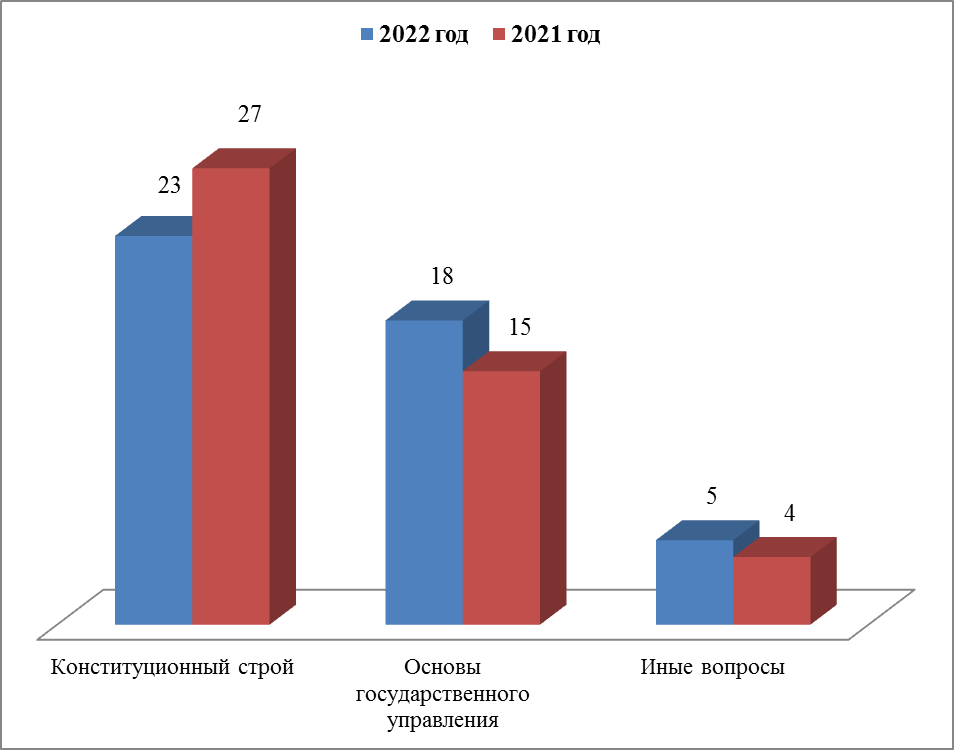 2022 год 2021 год
27
23
18
15
5
4
Конституционный строй
Основы
государственного
управления
Иные вопросы